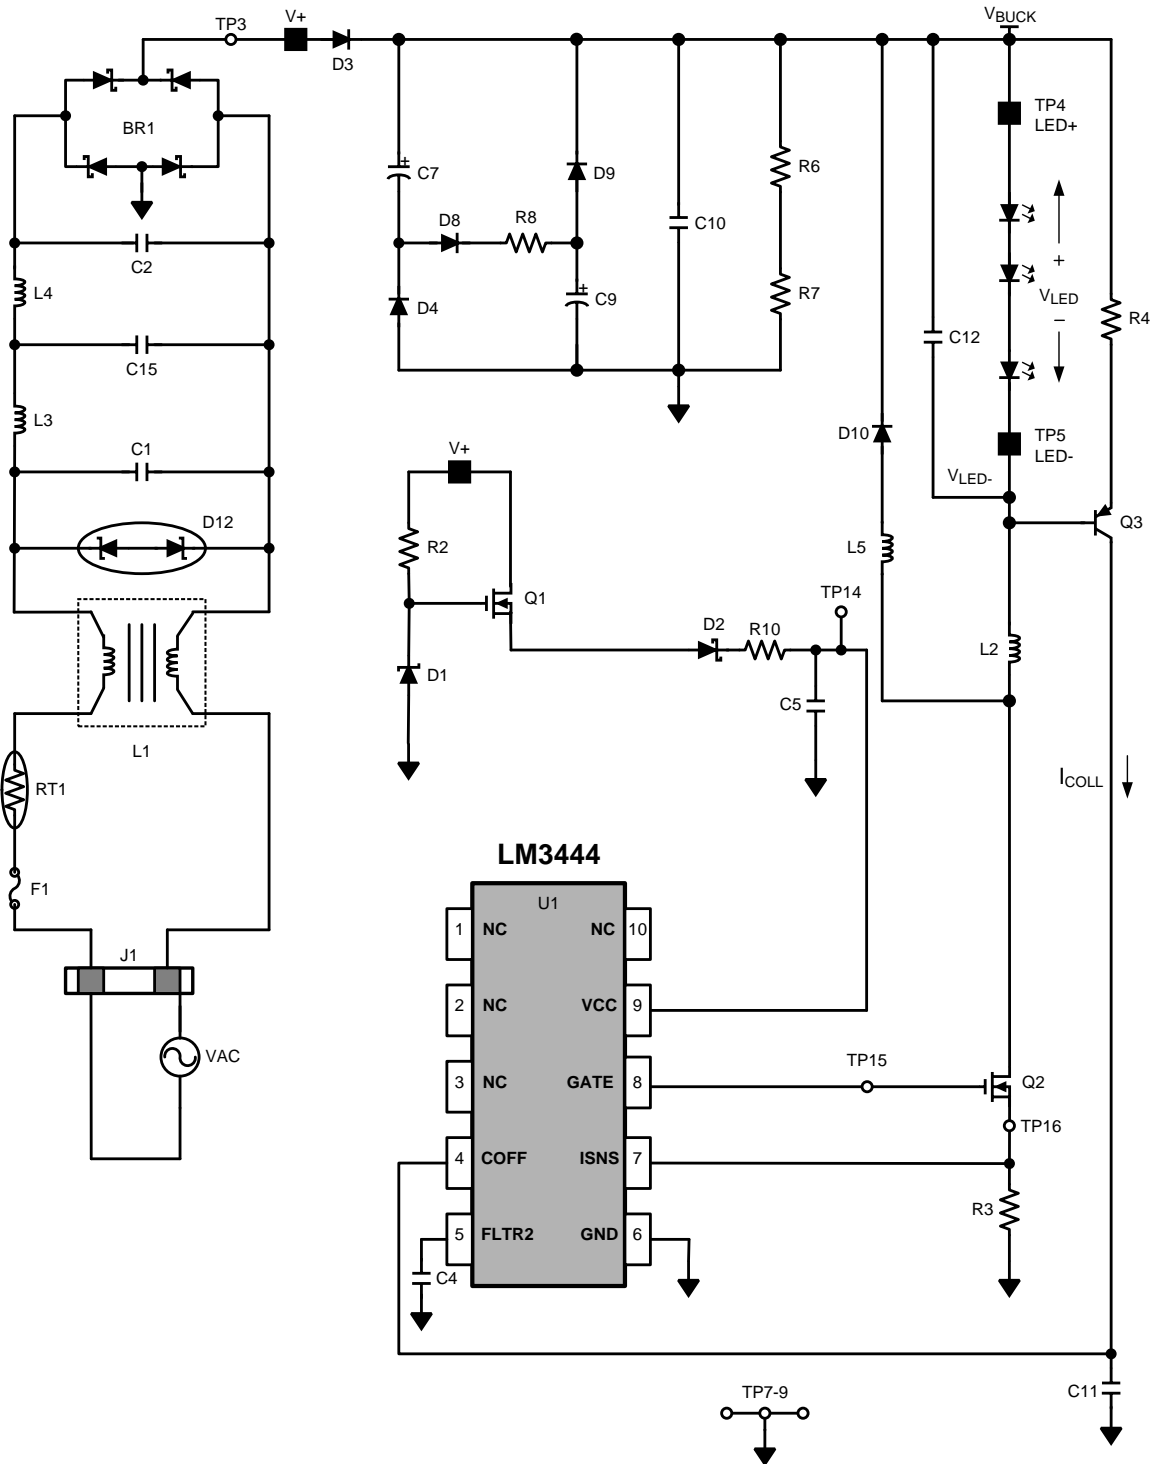 V+
VBUCK
TP3
D3
TP4
LED+
BR1
C7
D9
R6
D8
R8
C10
C2
L4
D4
C9
R7
+
VLED
–
R4
C12
C15
L3
D10
TP5
LED-
C1
V+
VLED-
D12
Q3
R2
L5
Q1
TP14
D2
R10
L2
D1
C5
L1
ICOLL
RT1
LM3444
F1
U1
1
NC
NC
10
J1
2
NC
VCC
9
VAC
TP15
3
NC
GATE
8
Q2
TP16
4
COFF
ISNS
7
R3
5
FLTR2
GND
6
C4
C11
TP7-9